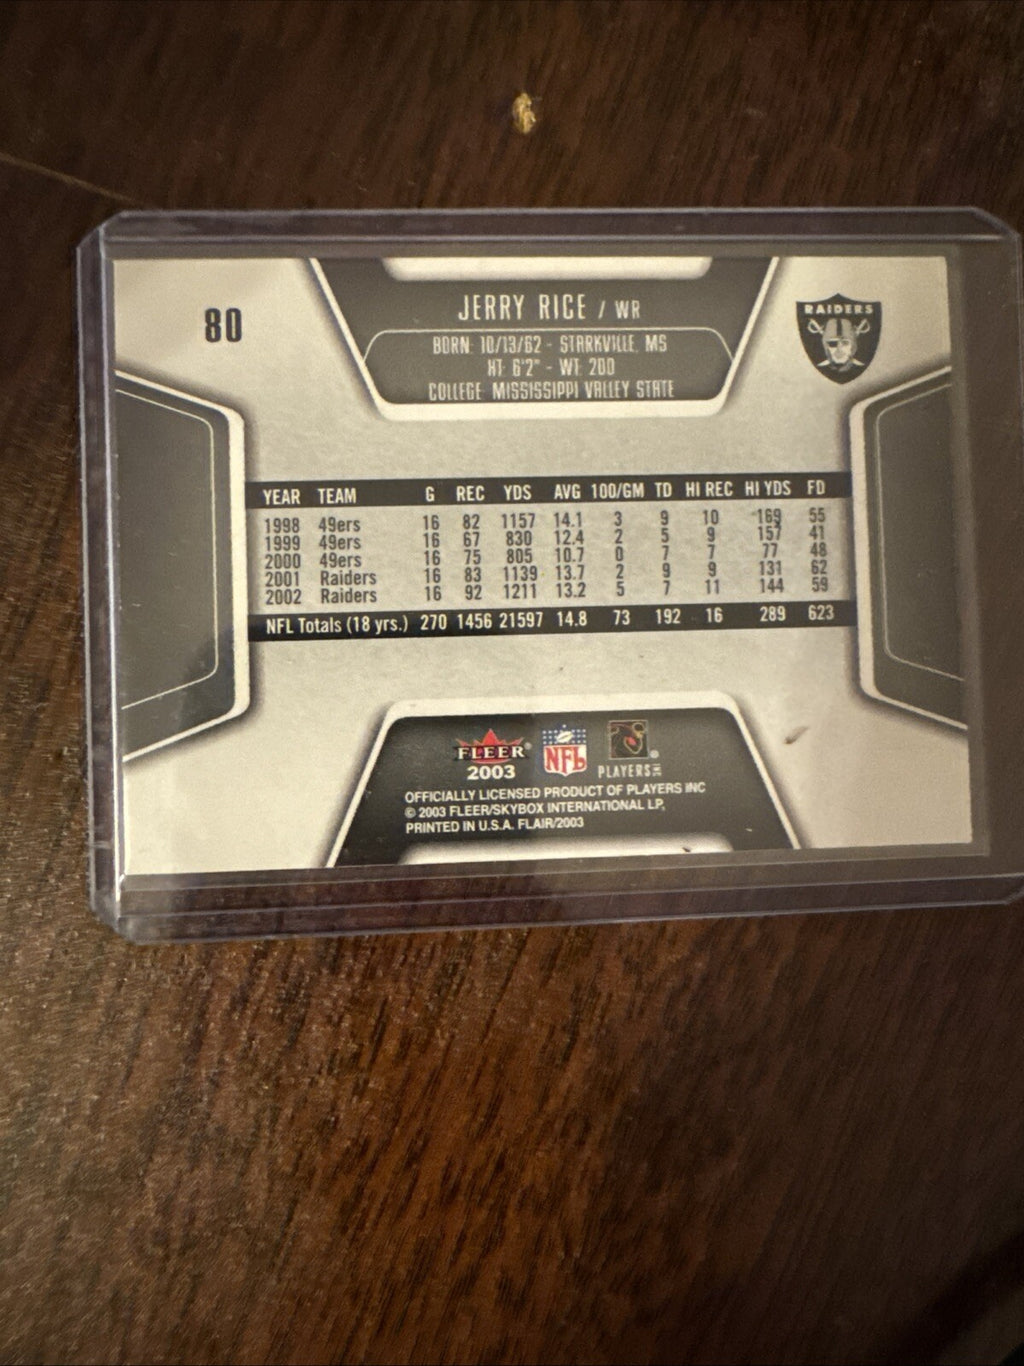 80
JERRY RICE / WR
RAIDERS
BORN: 10/13/62 - STARKVILLE, MS
HT: 6'2" - WT: 200
COLLEGE: MISSISSIPPI VALLEY STATE
YEAR TEAM G REC YDS AVG 100/GM TD HI REC HI YDS FD
1998 49ers 16 82 1157 14.1 3 9 10 169 55
1999 49ers 16 67 830 12.4 2 5 9 157 41
2000 49ers 16 75 805 10.7 0 7 7 77 48
2001 Raiders 16 83 1139 13.7 2 9 9 131 62
2002 Raiders 16 92 1211 13.2 5 7 11 144 59
NFL Totals (18 yrs.) 270 1456 21597 14.8 73 192 16 289 623
FLEER® NFL ®
2003 PLAYERS INC
OFFICIALLY LICENSED PRODUCT OF PLAYERS INC
© 2003 FLEER/SKYBOX INTERNATIONAL LP,
PRINTED IN U.S.A. FLAIR/2003